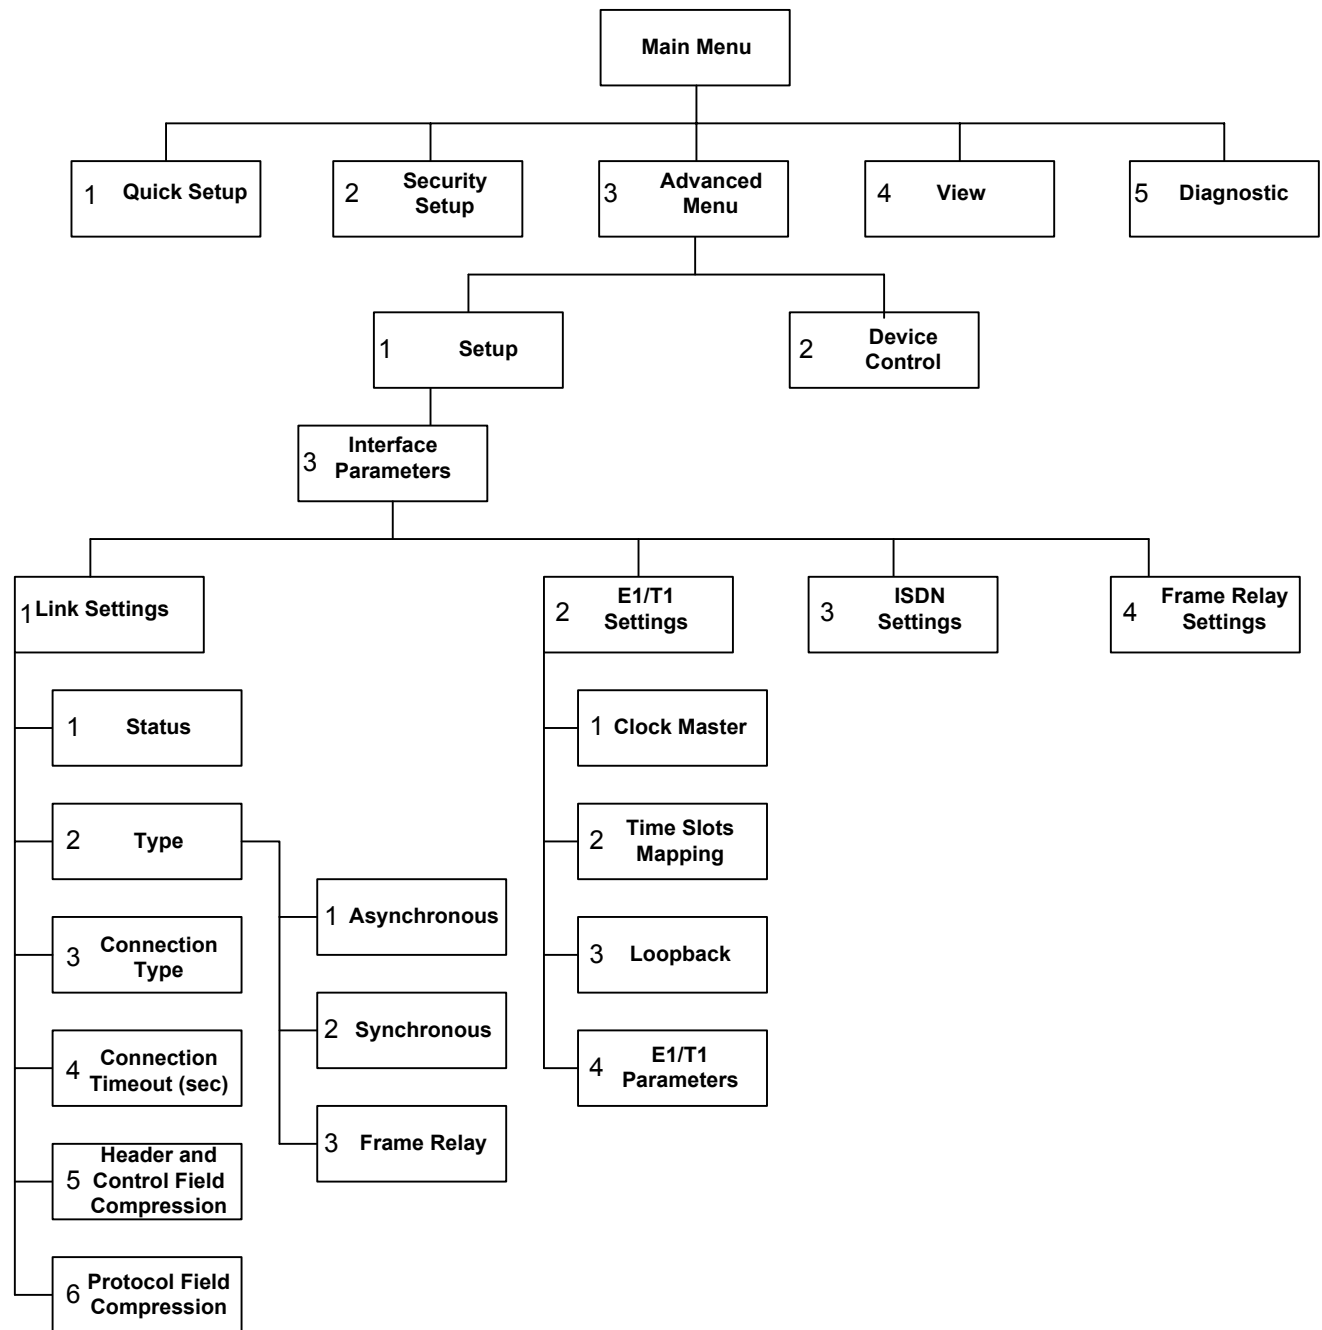 Main Menu
1 Quick Setup
2 Security
Setup
3 Advanced
Menu
4 View
5 Diagnostic
1 Setup
2 Device
Control
3 Interface
Parameters
1 Link Settings
2 E1/T1
Settings
3 ISDN
Settings
4 Frame Relay
Settings
1 Status
2 Type
1 Asynchronous
2 Synchronous
3 Frame Relay
3 Connection
Type
4 Connection
Timeout (sec)
5 Header and
Control Field
Compression
6 Protocol Field
Compression
1 Clock Master
2 Time Slots
Mapping
3 Loopback
4 E1/T1
Parameters